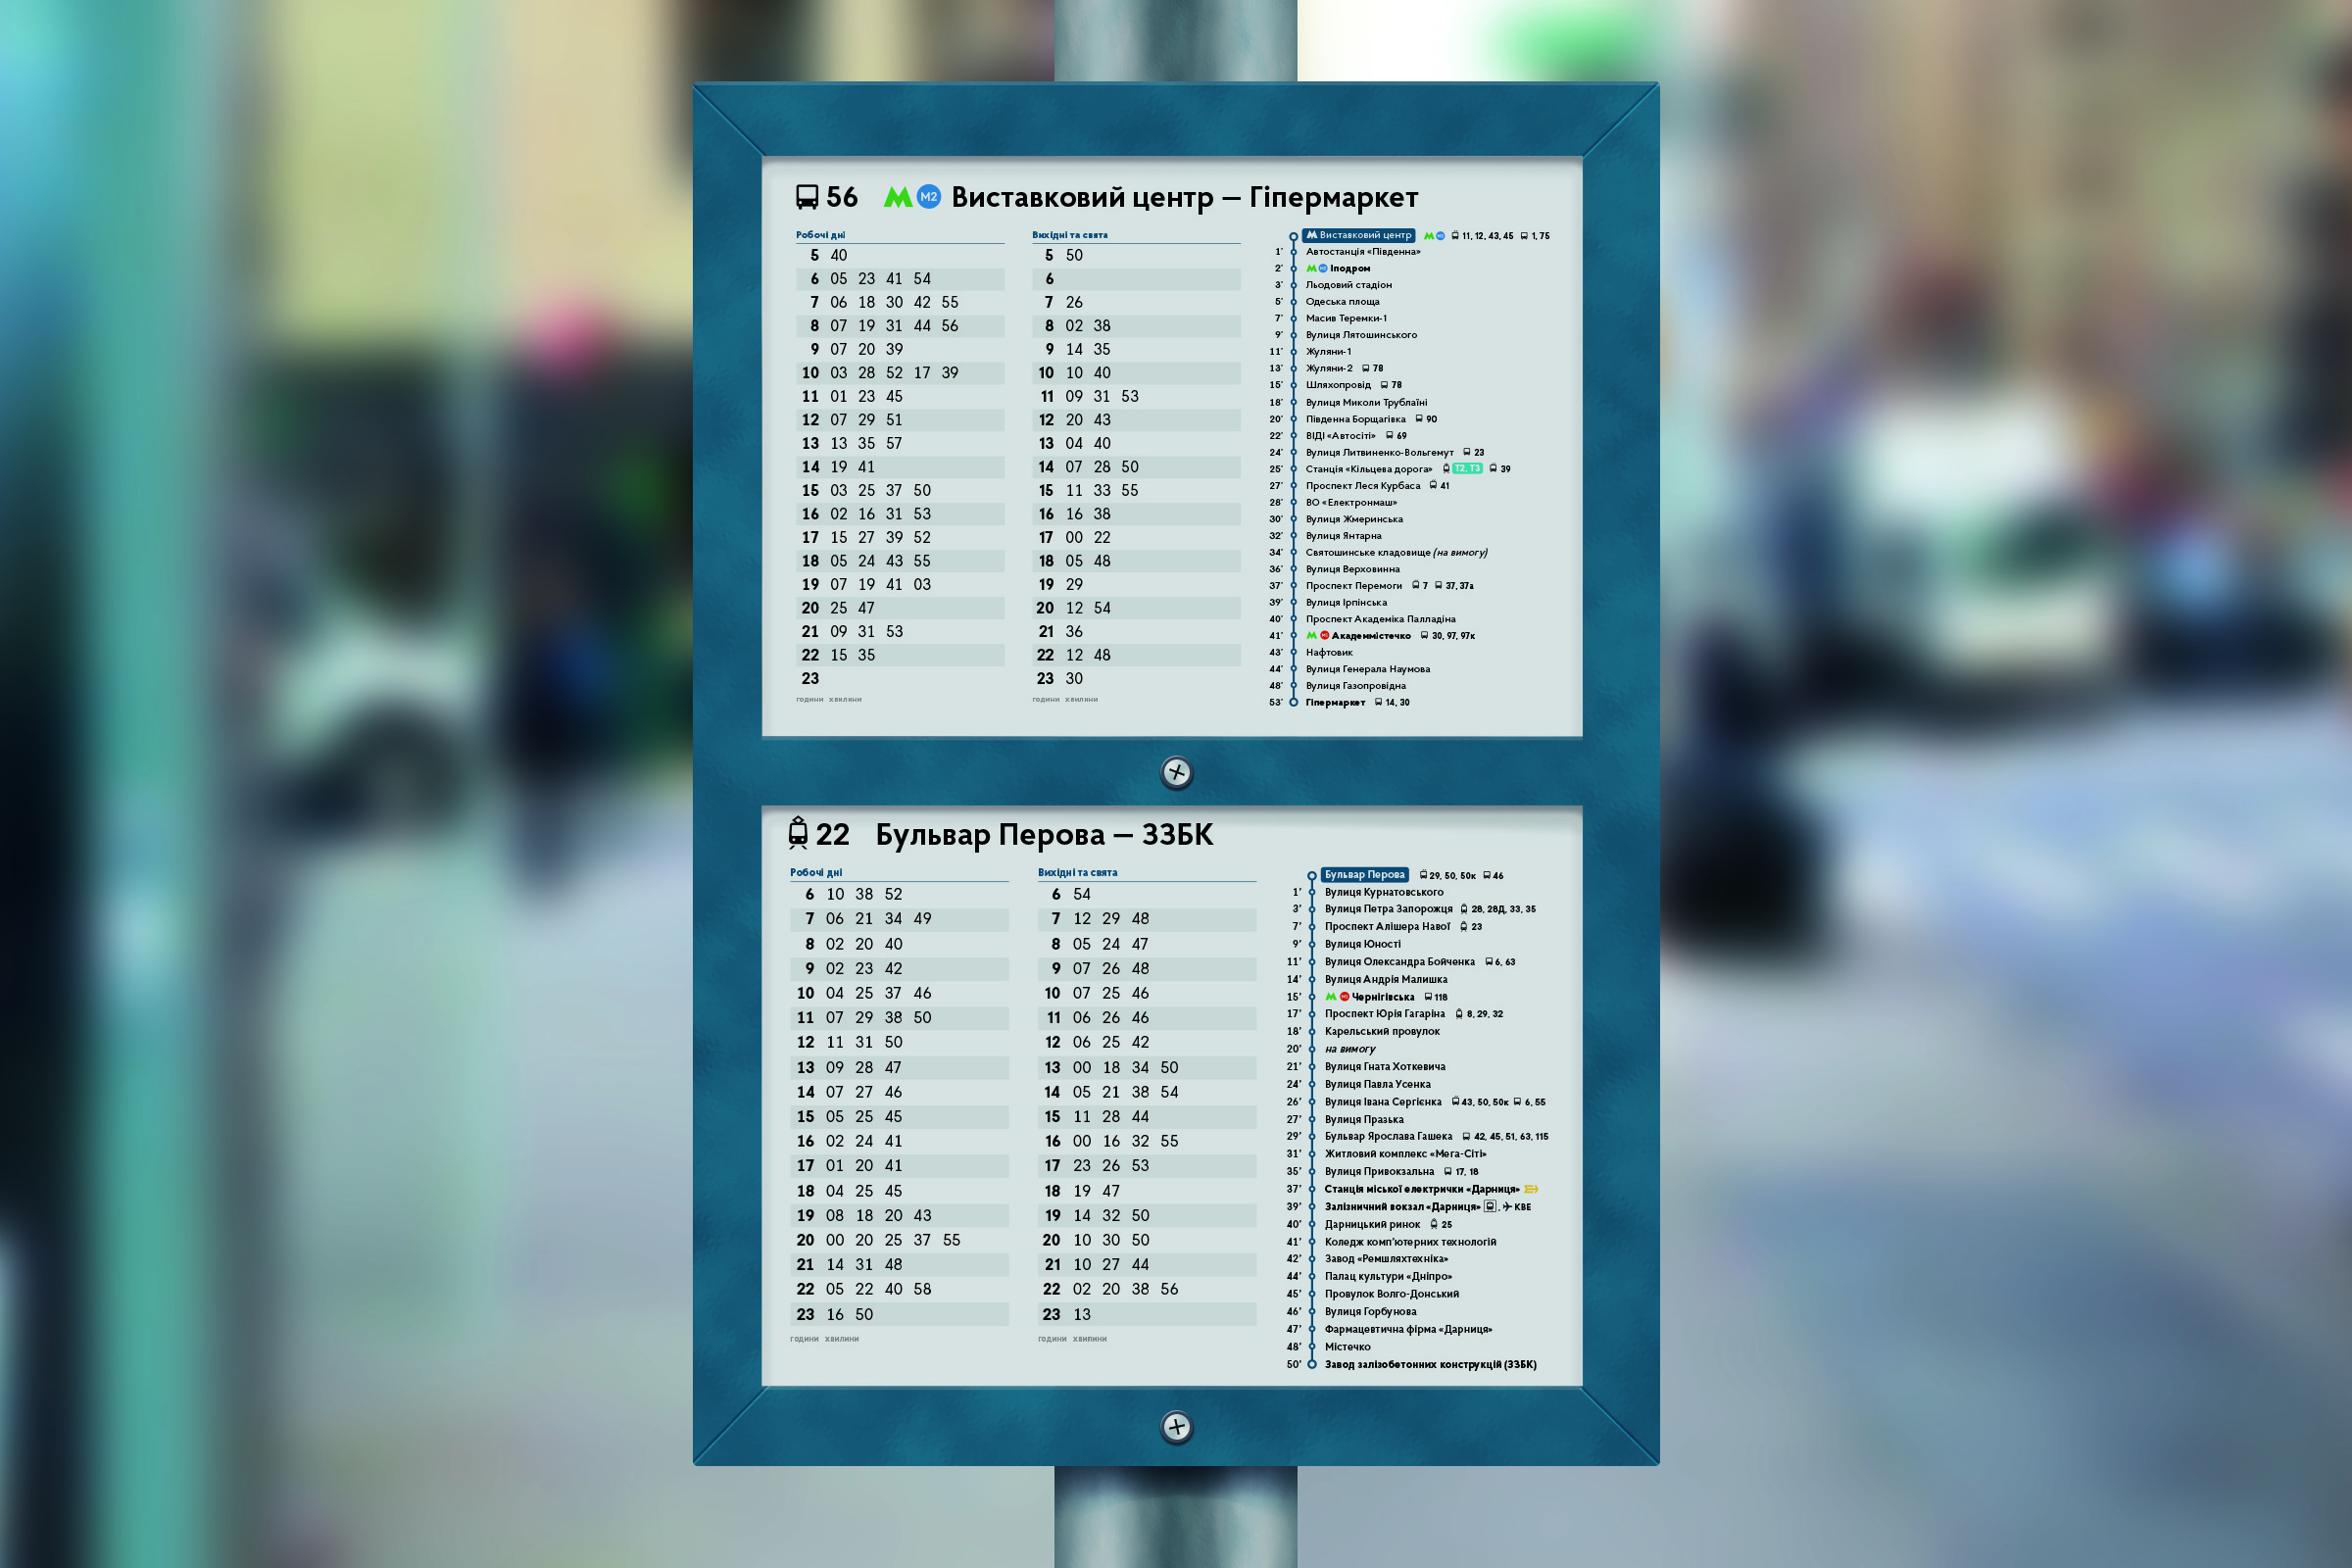 56 M2 Виставковий центр — Гіпермаркет
Робочі дні
5 40
6 05 23 41 54
7 06 18 30 42 55
8 07 19 31 44 56
9 07 20 39
10 03 28 52 17 39
11 01 23 45
12 07 29 51
13 13 35 57
14 19 41
15 03 25 37 50
16 02 16 31 53
17 15 27 39 52
18 05 24 43 55
19 07 19 41 03
20 25 47
21 09 31 53
22 15 35
23
години хвилини
Вихідні та свята
5 50
6
7 26
8 02 38
9 14 35
10 10 40
11 09 31 53
12 20 43
13 04 40
14 07 28 50
15 11 33 55
16 16 38
17 00 22
18 05 48
19 29
20 12 54
21 36
22 12 48
23 30
години хвилини
Виставковий центр M2 11, 12, 43, 45 1, 75
1' Автостанція «Південна»
2' M2 Іподром
3' Льодовий стадіон
5' Одеська площа
7' Масив Теремки-1
9' Вулиця Лятошинського
11' Жуляни-1
13' Жуляни-2 78
15' Шляхопровід 78
18' Вулиця Миколи Трублаїні
20' Південна Борщагівка 90
22' ВІДІ «Автосіті» 69
24' Вулиця Литвиненко-Вольгемут 23
25' Станція «Кільцева дорога» Т2, Т3 39
27' Проспект Леся Курбаса 41
28' ВО «Електронмаш»
30' Вулиця Жмеринська
32' Вулиця Янтарна
34' Святошинське кладовище (на вимогу)
36' Вулиця Верховинна
37' Проспект Перемоги 7 37, 37а
39' Вулиця Ірпінська
40' Проспект Академіка Палладіна
41' M1 Академмістечко 30, 97, 97к
43' Нафтовик
44' Вулиця Генерала Наумова
48' Вулиця Газопровідна
53' Гіпермаркет 14, 30
22 Бульвар Перова — ЗЗБК
Робочі дні
6 10 38 52
7 06 21 34 49
8 02 20 40
9 02 23 42
10 04 25 37 46
11 07 29 38 50
12 11 31 50
13 09 28 47
14 07 27 46
15 05 25 45
16 02 24 41
17 01 20 41
18 04 25 45
19 08 18 20 43
20 00 20 25 37 55
21 14 31 48
22 05 22 40 58
23 16 50
години хвилини
Вихідні та свята
6 54
7 12 29 48
8 05 24 47
9 07 26 48
10 07 25 46
11 06 26 46
12 06 25 42
13 00 18 34 50
14 05 21 38 54
15 11 28 44
16 00 16 32 55
17 23 26 53
18 19 47
19 14 32 50
20 10 30 50
21 10 27 44
22 02 20 38 56
23 13
години хвилини
Бульвар Перова 29, 50, 50к 46
1' Вулиця Курнатовського
3' Вулиця Петра Запорожця 28, 28Д, 33, 35
7' Проспект Алішера Навої 23
9' Вулиця Юності
11' Вулиця Олександра Бойченка 6, 63
14' Вулиця Андрія Малишка
15' M1 Чернігівська 118
17' Проспект Юрія Гагаріна 8, 29, 32
18' Карельський провулок
20' на вимогу
21' Вулиця Гната Хоткевича
24' Вулиця Павла Усенка
26' Вулиця Івана Сергієнка 43, 50, 50к 6, 55
27' Вулиця Празька
29' Бульвар Ярослава Гашека 42, 45, 51, 63, 115
31' Житловий комплекс «Мега-Сіті»
35' Вулиця Привокзальна 17, 18
37' Станція міської електрички «Дарниця»
39' Залізничний вокзал «Дарниця» , КВЕ
40' Дарницький ринок 25
41' Коледж комп'ютерних технологій
42' Завод «Ремшляхтехніка»
44' Палац культури «Дніпро»
45' Провулок Волго-Донський
46' Вулиця Горбунова
47' Фармацевтична фірма «Дарниця»
48' Містечко
50' Завод залізобетонних конструкцій (ЗЗБК)